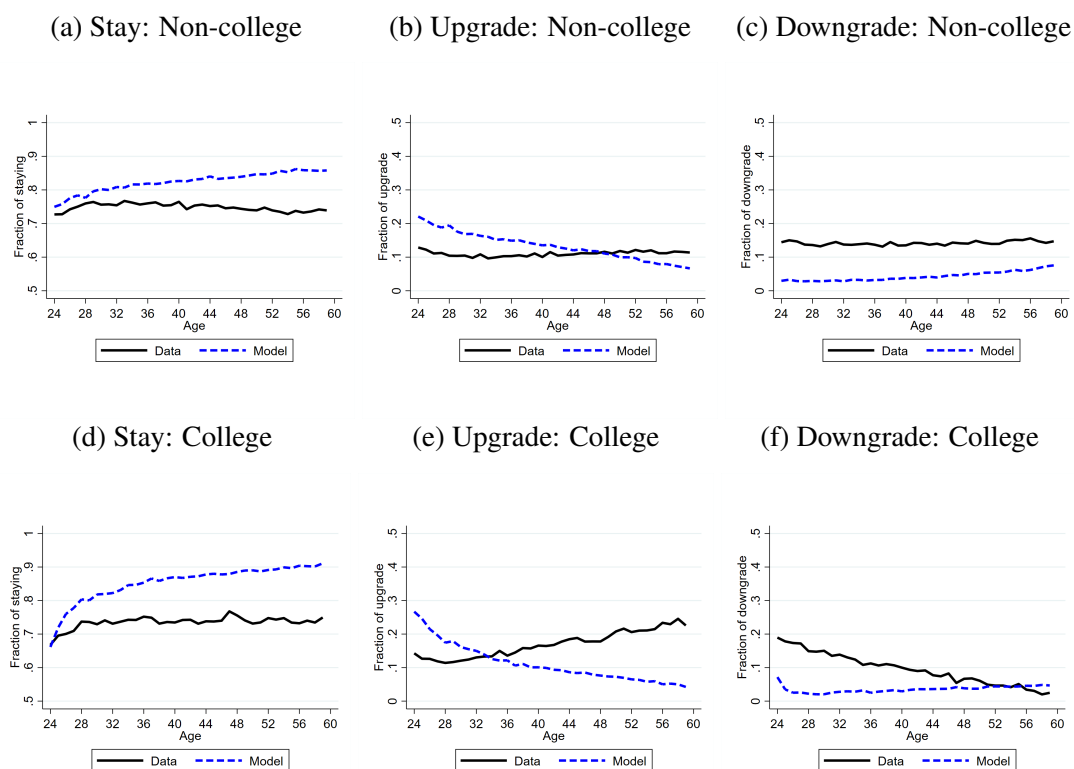 (a) Stay: Non-college
(b) Upgrade: Non-college
(c) Downgrade: Non-college
Fraction of staying
.5 .6 .7 .8 .9 1
24 28 32 36 40 44 48 52 56 60
Age
Data Model
Fraction of upgrade
0 .1 .2 .3 .4 .5
24 28 32 36 40 44 48 52 56 60
Age
Data Model
Fraction of downgrade
0 .1 .2 .3 .4 .5
24 28 32 36 40 44 48 52 56 60
Age
Data Model
(d) Stay: College
(e) Upgrade: College
(f) Downgrade: College
Fraction of staying
.5 .6 .7 .8 .9 1
24 28 32 36 40 44 48 52 56 60
Age
Data Model
Fraction of upgrade
0 .1 .2 .3 .4 .5
24 28 32 36 40 44 48 52 56 60
Age
Data Model
Fraction of downgrade
0 .1 .2 .3 .4 .5
24 28 32 36 40 44 48 52 56 60
Age
Data Model